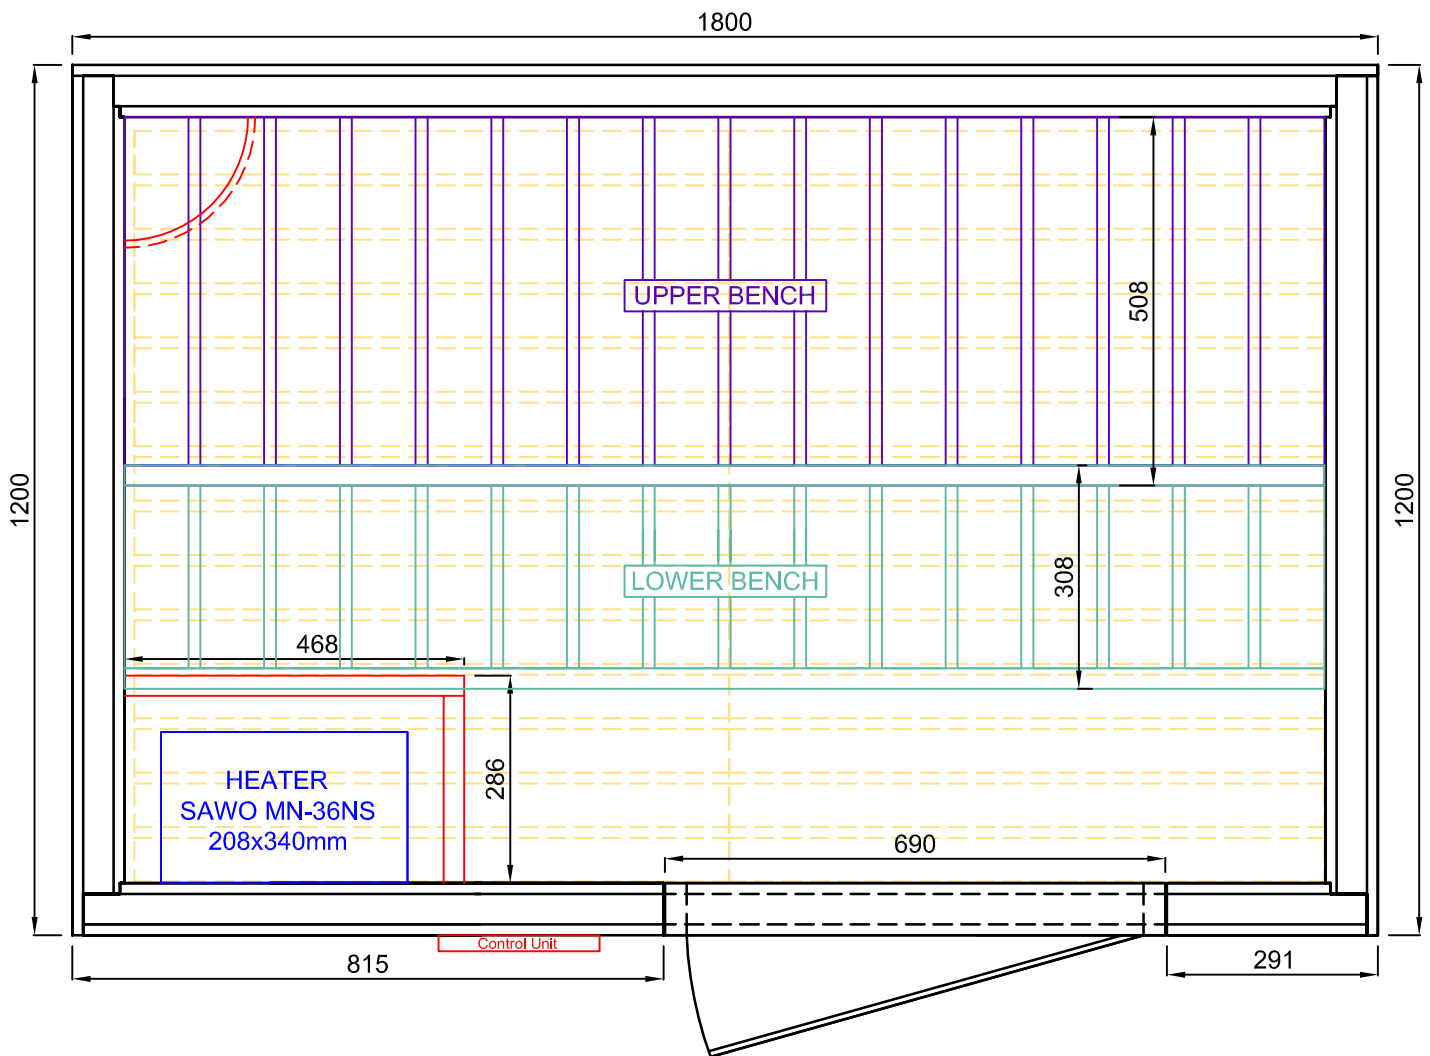 1800
1200
508
UPPER BENCH
1200
308
LOWER BENCH
468
286
HEATER
SAWO MN-36NS
208x340mm
690
Control Unit
815
291